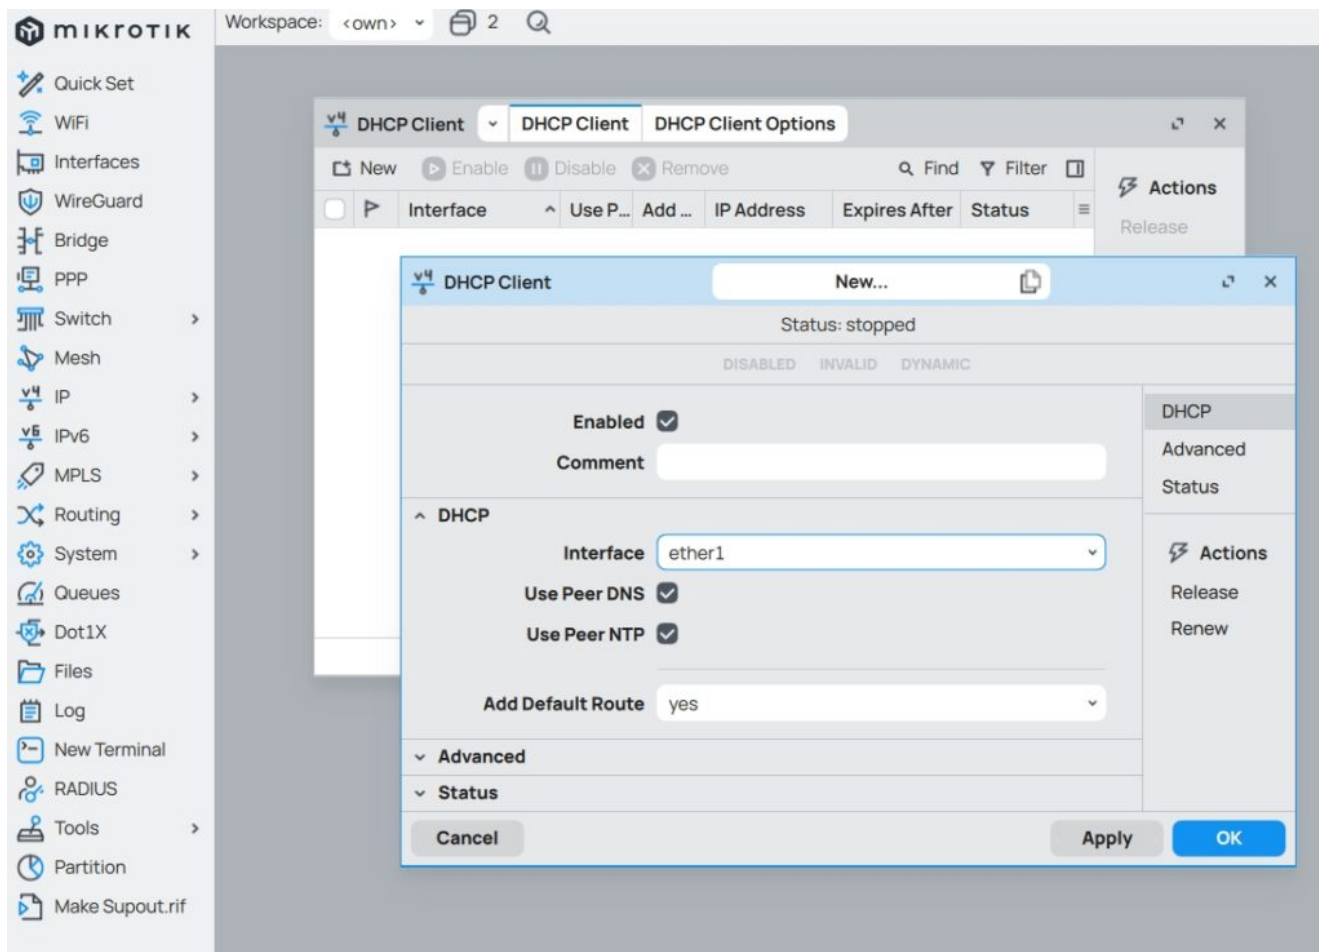 mikrotik
Workspace: <own> 2
Quick Set
WiFi
Interfaces
WireGuard
Bridge
PPP
Switch
Mesh
IP
IPv6
MPLS
Routing
System
Queues
Dot1X
Files
Log
New Terminal
RADIUS
Tools
Partition
Make Supout.rif
v4 DHCP Client DHCP Client DHCP Client Options
New Enable Disable Remove Find Filter
Interface Use P... Add ... IP Address Expires After Status
Actions
Release
v4 DHCP Client New...
Status: stopped
DISABLED INVALID DYNAMIC
Enabled
Comment
DHCP
Interface ether1
Use Peer DNS
Use Peer NTP
Add Default Route yes
Advanced
Status
DHCP
Advanced
Status
Actions
Release
Renew
Cancel Apply OK